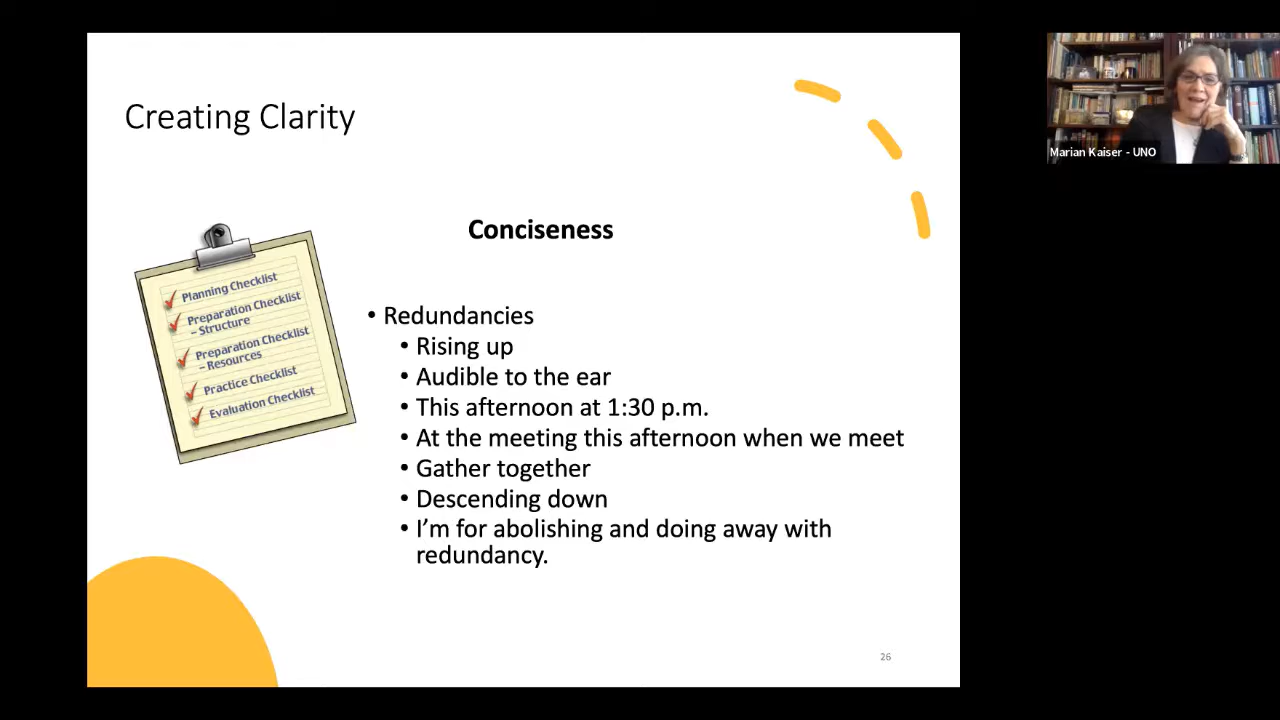 Creating Clarity
Marian Kaiser - UNO
Conciseness
Planning Checklist
Preparation Checklist
– Structure
Preparation Checklist
– Resources
Practice Checklist
Evaluation Checklist
• Redundancies
• Rising up
• Audible to the ear
• This afternoon at 1:30 p.m.
• At the meeting this afternoon when we meet
• Gather together
• Descending down
• I’m for abolishing and doing away with
redundancy.
26